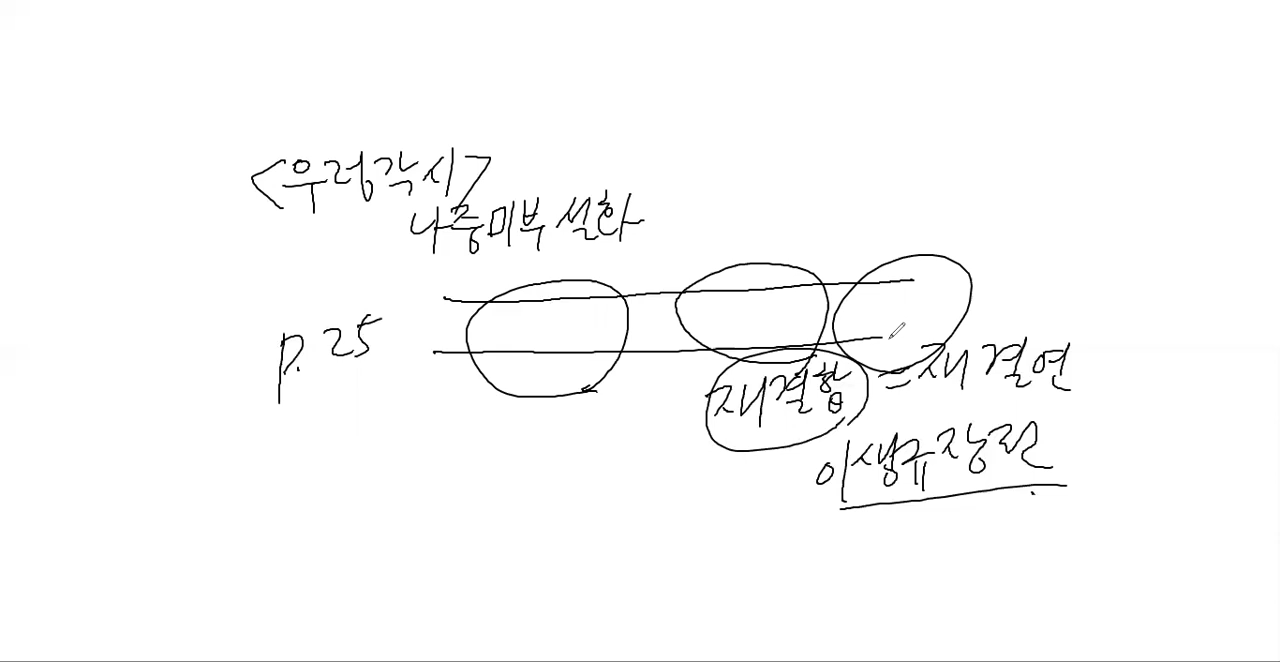 <우렁각시>
나중미부 설화
p. 25
재결합 = 재결연
이생규장전